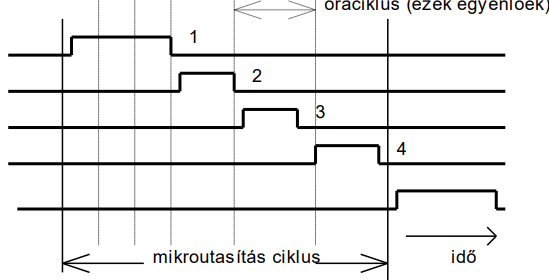 óraciklus (ezek egyenlőek)
1
2
3
4
mikroutasítás ciklus
idő